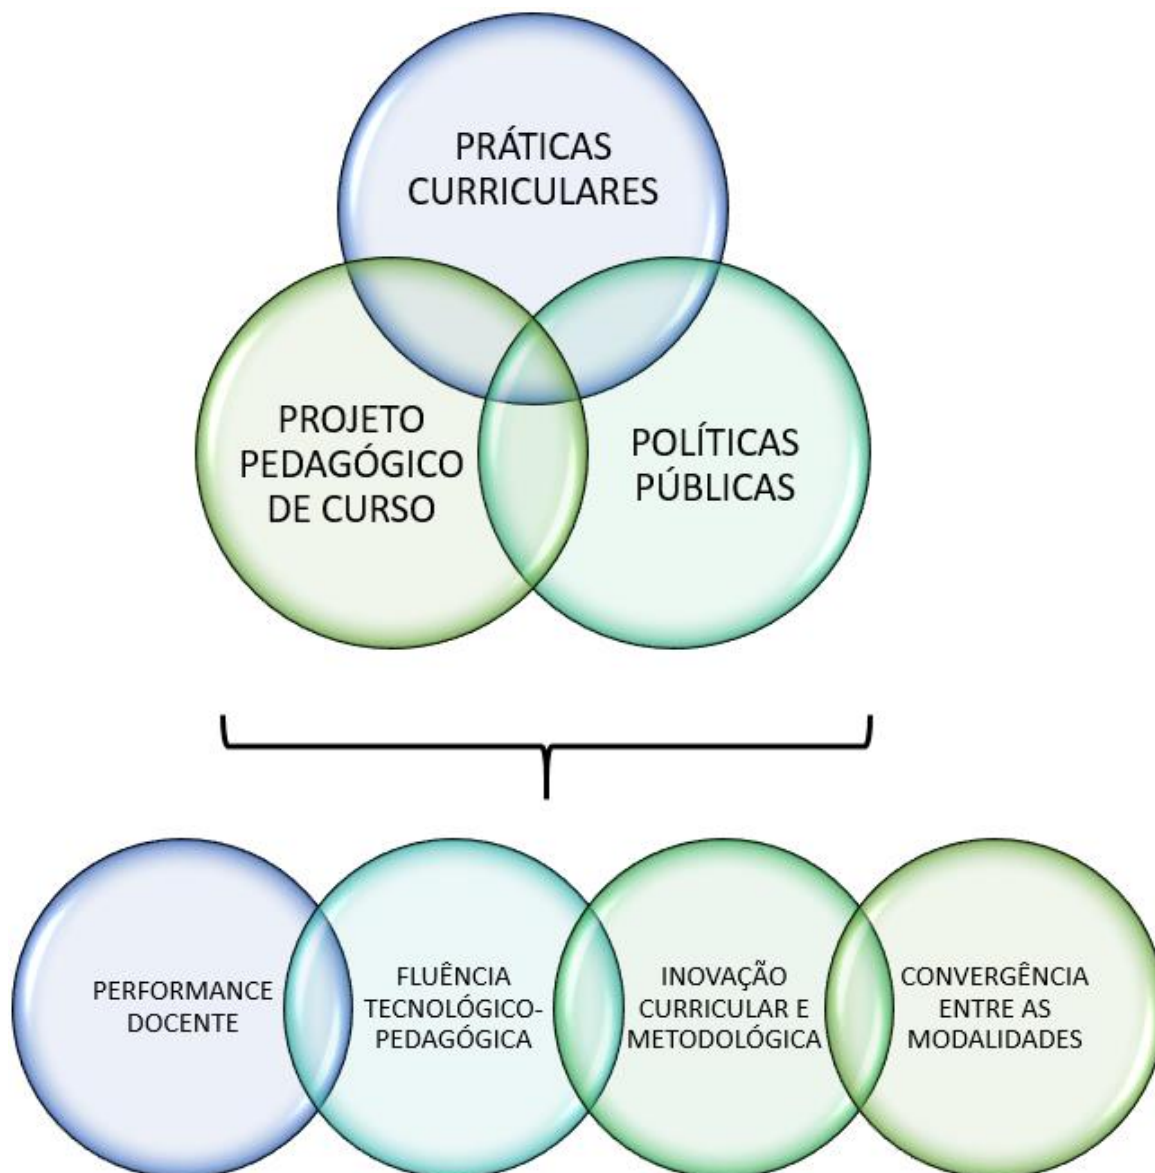 PRÁTICAS
CURRICULARES
PROJETO
PEDAGÓGICO
DE CURSO
POLÍTICAS
PÚBLICAS
PERFORMANCE
DOCENTE
FLUÊNCIA
TECNOLÓGICO-
PEDAGÓGICA
INOVAÇÃO
CURRICULAR E
METODOLÓGICA
CONVERGÊNCIA
ENTRE AS
MODALIDADES